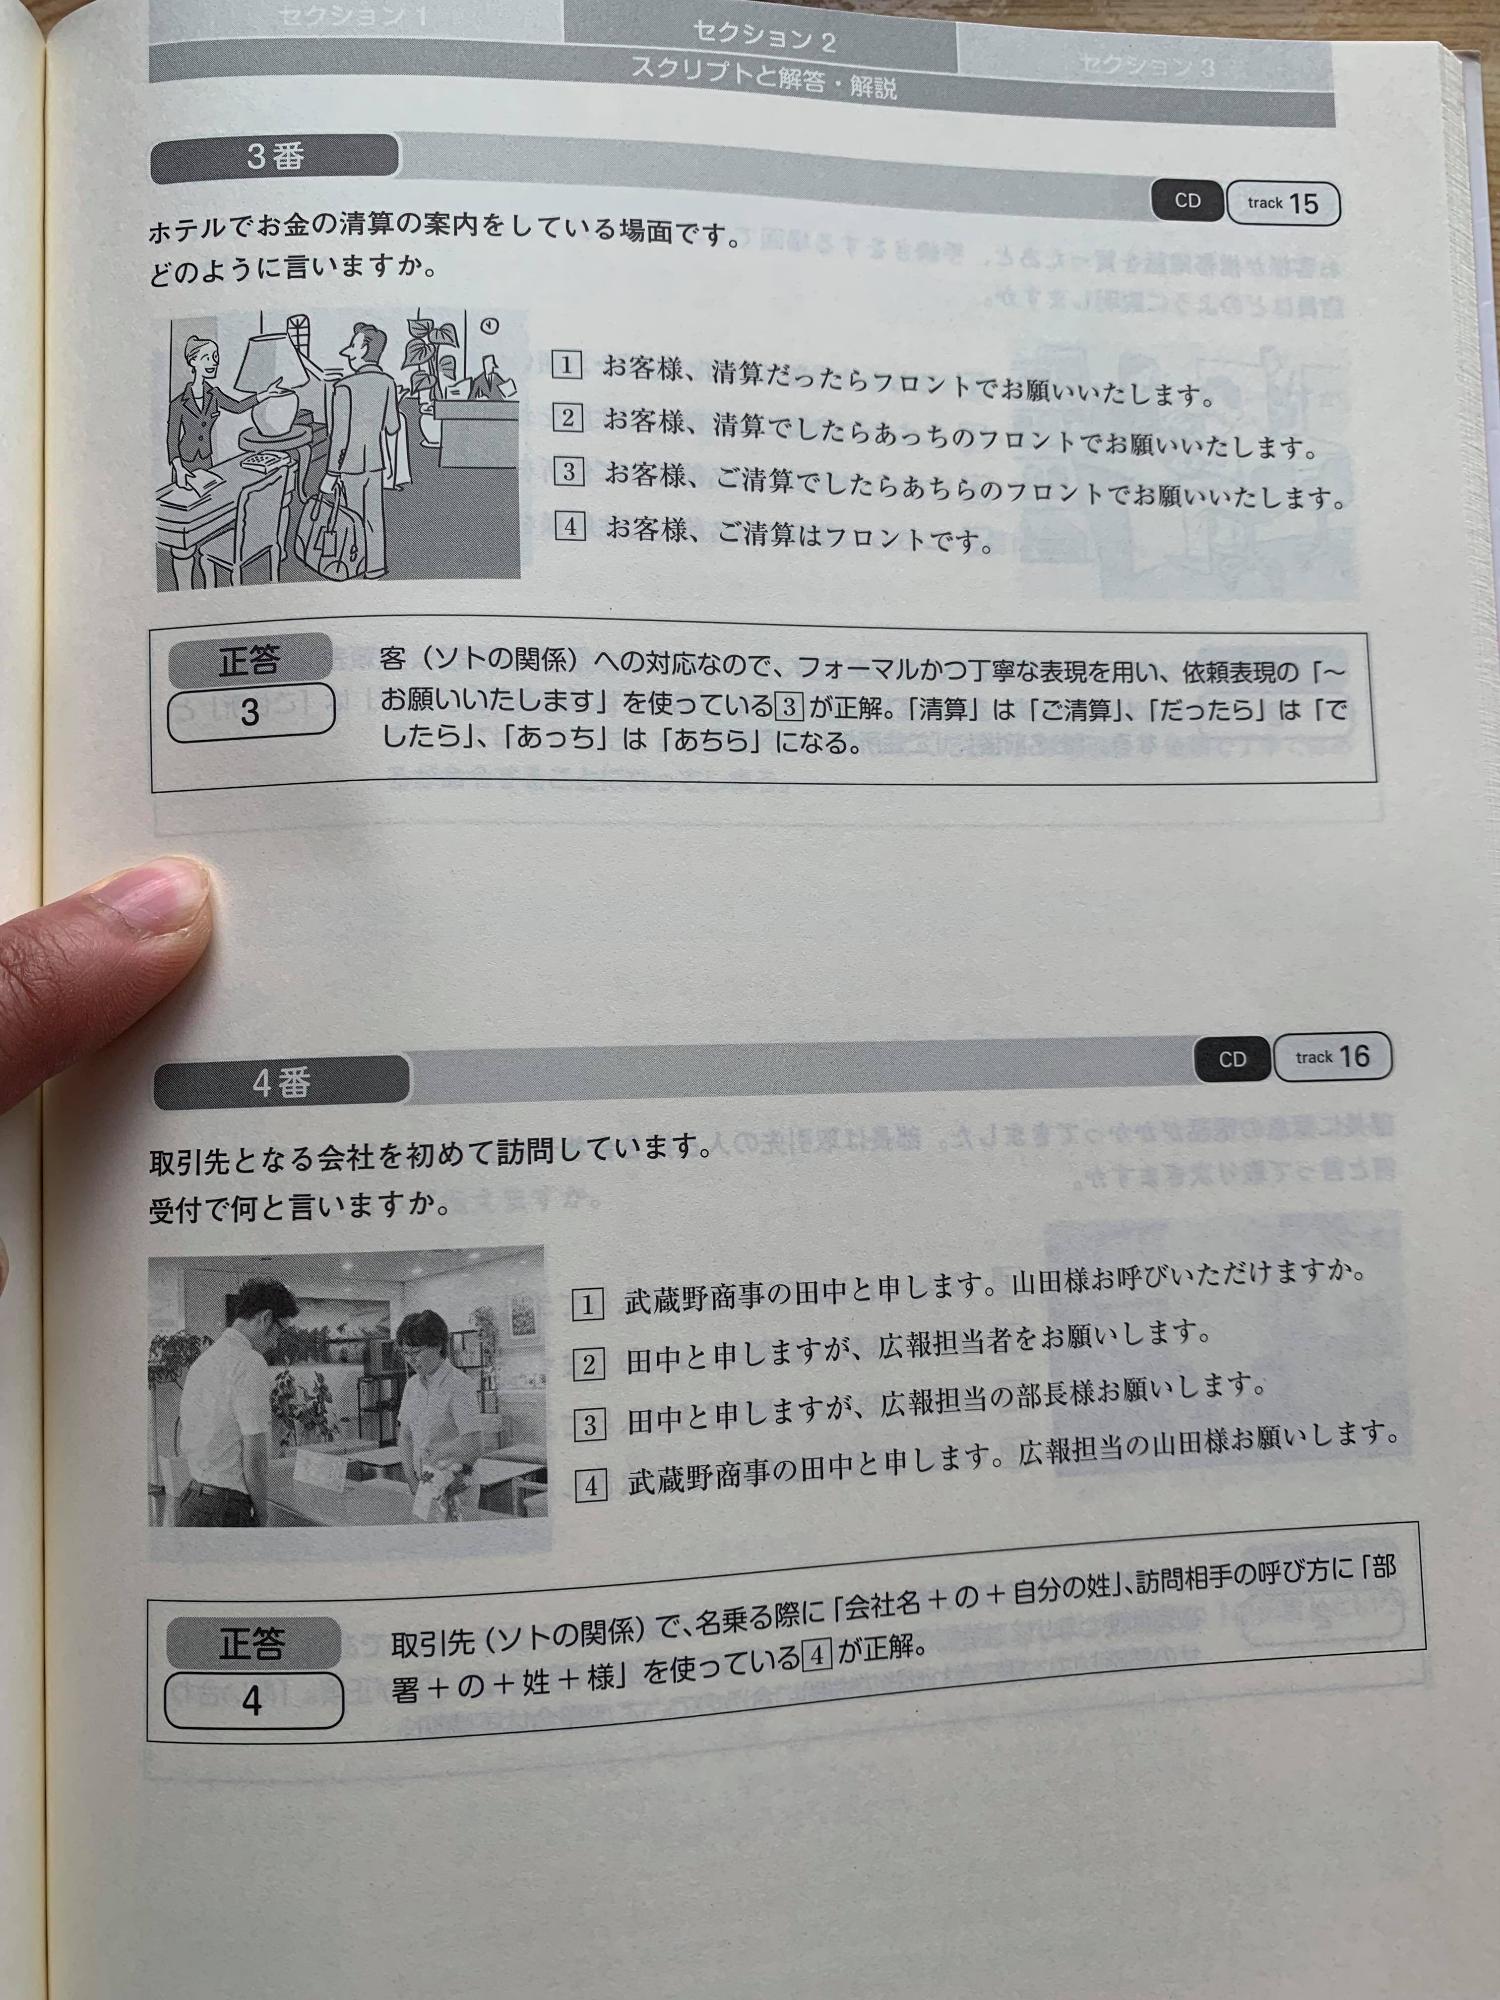 セクション 1
セクション 2
セクション 3
スクリプトと解答・解説
3番
CD track 15
ホテルでお金の清算の案内をしている場面です。
どのように言いますか。
1 お客様、清算だったらフロントでお願いいたします。
2 お客様、清算でしたらあっちのフロントでお願いいたします。
3 お客様、ご清算でしたらあちらのフロントでお願いいたします。
4 お客様、ご清算はフロントです。
正答
3
客（ソトの関係）への対応なので、フォーマルかつ丁寧な表現を用い、依頼表現の「～
お願いいたします」を使っている3が正解。「清算」は「ご清算」、「だったら」は「で
したら」、「あっち」は「あちら」になる。
4番
CD track 16
取引先となる会社を初めて訪問しています。
受付で何と言いますか。
1 武蔵野商事の田中と申します。山田様お呼びいただけますか。
2 田中と申しますが、広報担当者をお願いします。
3 田中と申しますが、広報担当の部長様お願いします。
4 武蔵野商事の田中と申します。広報担当の山田様お願いします。
正答
4
取引先（ソトの関係）で、名乗る際に「会社名＋の＋自分の姓」、訪問相手の呼び方に「部
署＋の＋姓＋様」を使っている4が正解。